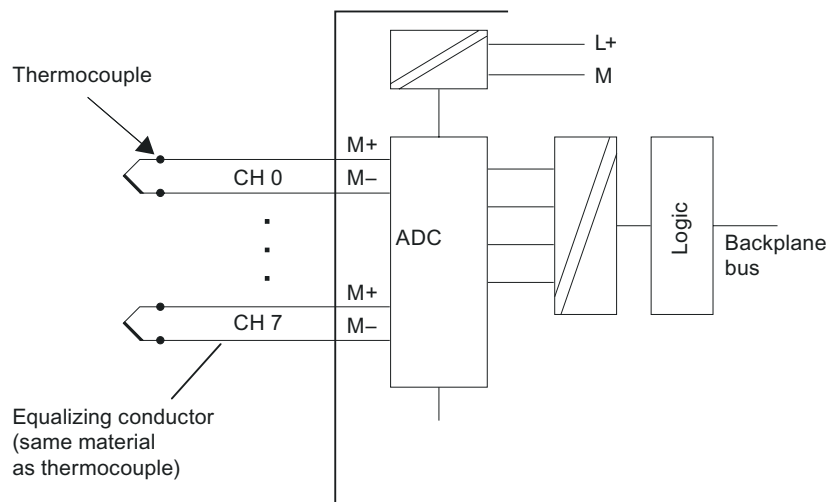 L+
M
Thermocouple
M+
CH 0
M–
ADC
Logic
Backplane
bus
M+
CH 7
M–
Equalizing conductor
(same material
as thermocouple)